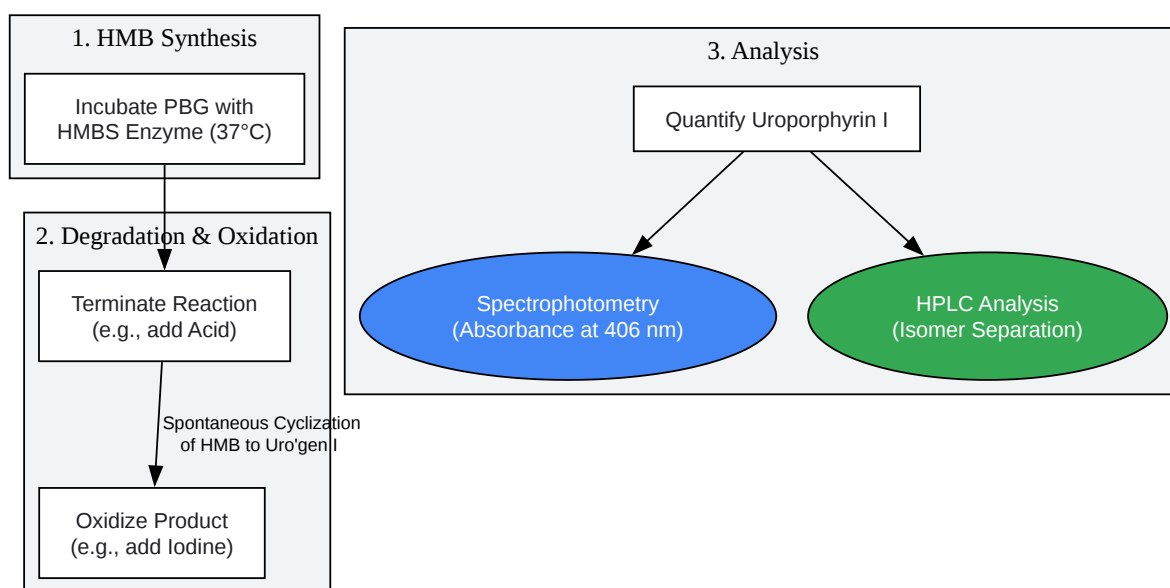 1. HMB Synthesis
Incubate PBG with
HMBS Enzyme (37°C)
2. Degradation & Oxidation
Terminate Reaction
(e.g., add Acid)
Spontaneous Cyclization
of HMB to Uro'gen I
Oxidize Product
(e.g., add Iodine)
3. Analysis
Quantify Uroporphyrin I
Spectrophotometry
(Absorbance at 406 nm)
HPLC Analysis
(Isomer Separation)